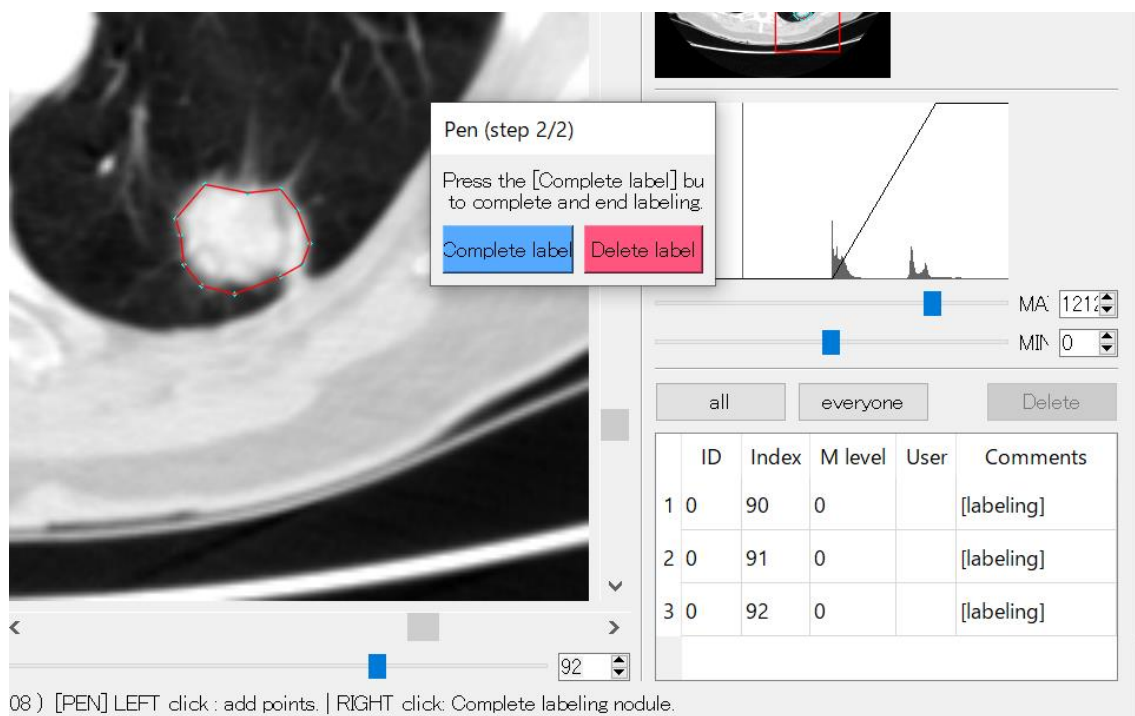 Pen (step 2/2)
Press the [Complete label] bu
to complete and end labeling.
Complete label
Delete label
MA
1212
MIN
0
all
everyone
Delete
ID Index M level User Comments
1 0 90 0 [labeling]
2 0 91 0 [labeling]
3 0 92 0 [labeling]
92
08 ) [PEN] LEFT click : add points. | RIGHT click: Complete labeling nodule.